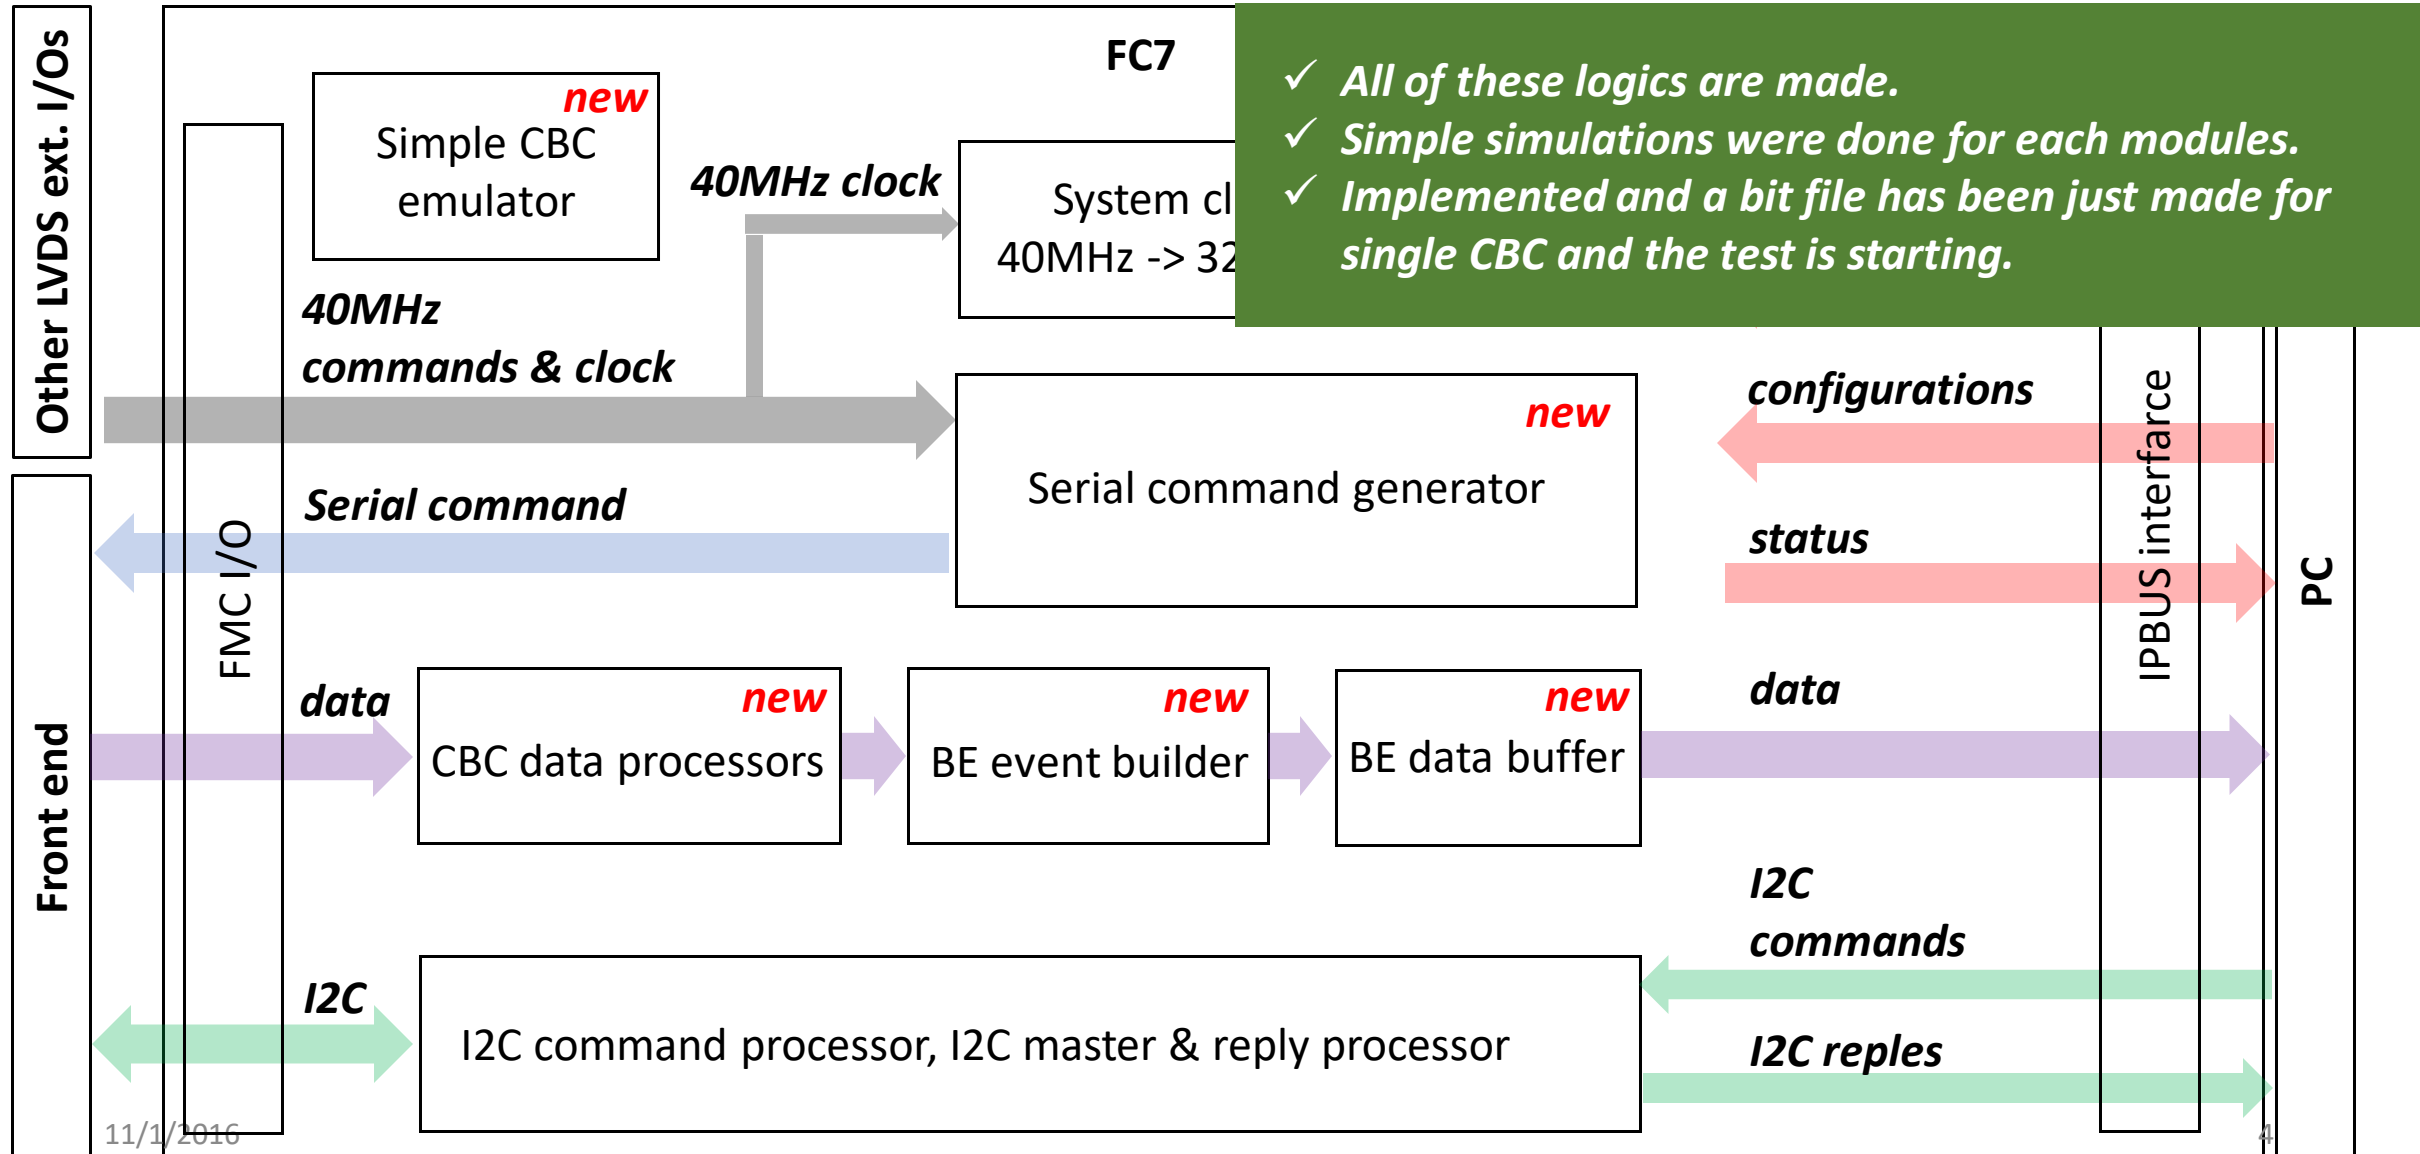 Other LVDS ext. I/Os
FC7
new
Simple CBC
emulator
40MHz clock
System cl
40MHz -> 32
✓ All of these logics are made.
✓ Simple simulations were done for each modules.
✓ Implemented and a bit file has been just made for
single CBC and the test is starting.
40MHz
commands & clock
new
Serial command generator
configurations
Serial command
status
FMC I/O
IPBUS interfarce
PC
Front end
data
new
CBC data processors
new
BE event builder
new
BE data buffer
data
I2C
commands
I2C
I2C command processor, I2C master & reply processor
I2C reples
11/1/2016
4